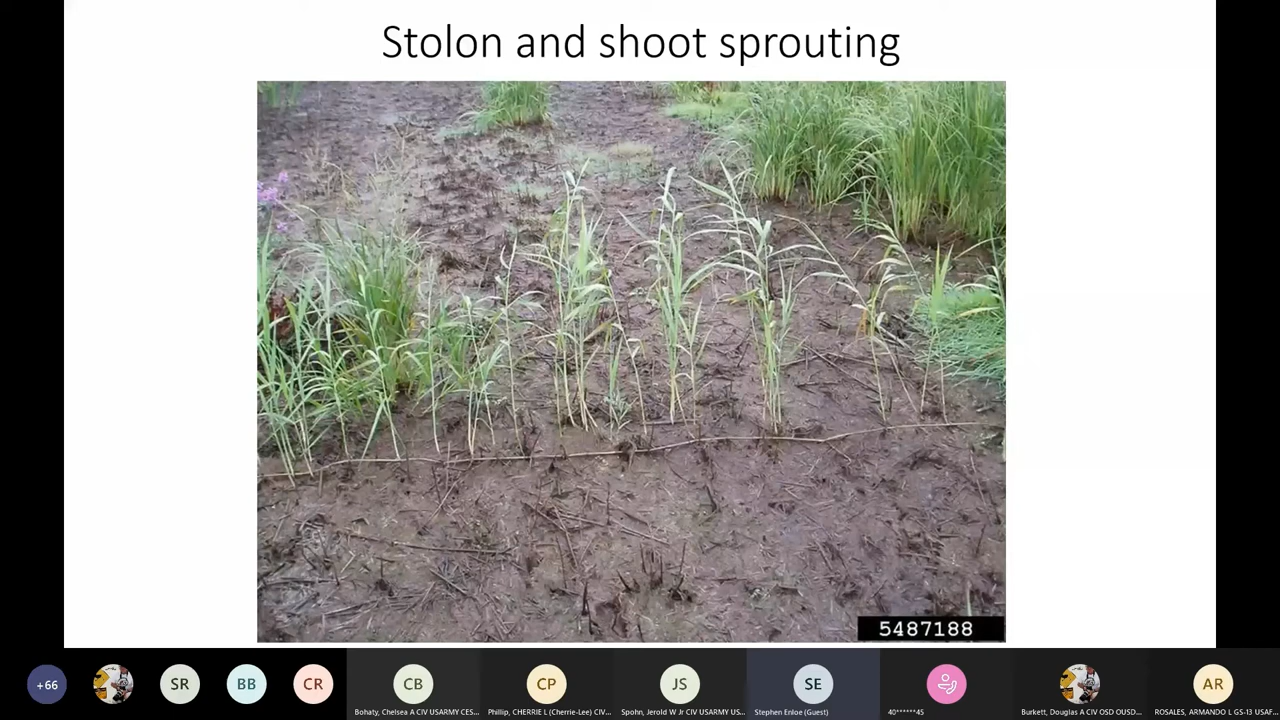 Stolon and shoot sprouting
5487188
+66
SR
BB
CR
CB
CP
JS
SE
AR
Bohaty, Chelsea A CIV USARMY CES...
Phillip, CHERRIE L (Cherrie-Lee) CIV...
Spohn, Jerold W Jr CIV USARMY US...
Stephen Enloe (Guest)
40******45
Burkett, Douglas A CIV OSD OUSD...
ROSALES, ARMANDO L GS-13 USAF...